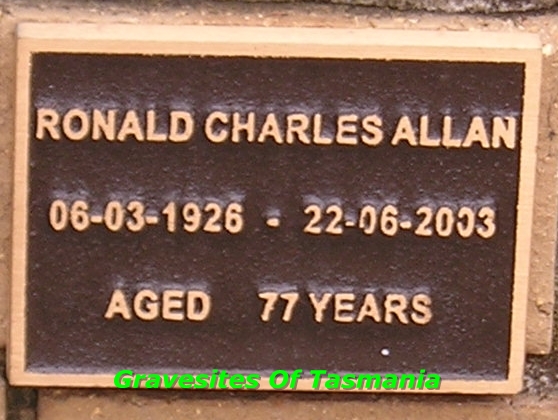 RONALD CHARLES ALLAN
06-03-1926 - 22-06-2003
AGED 77 YEARS
Gravesites Of Tasmania